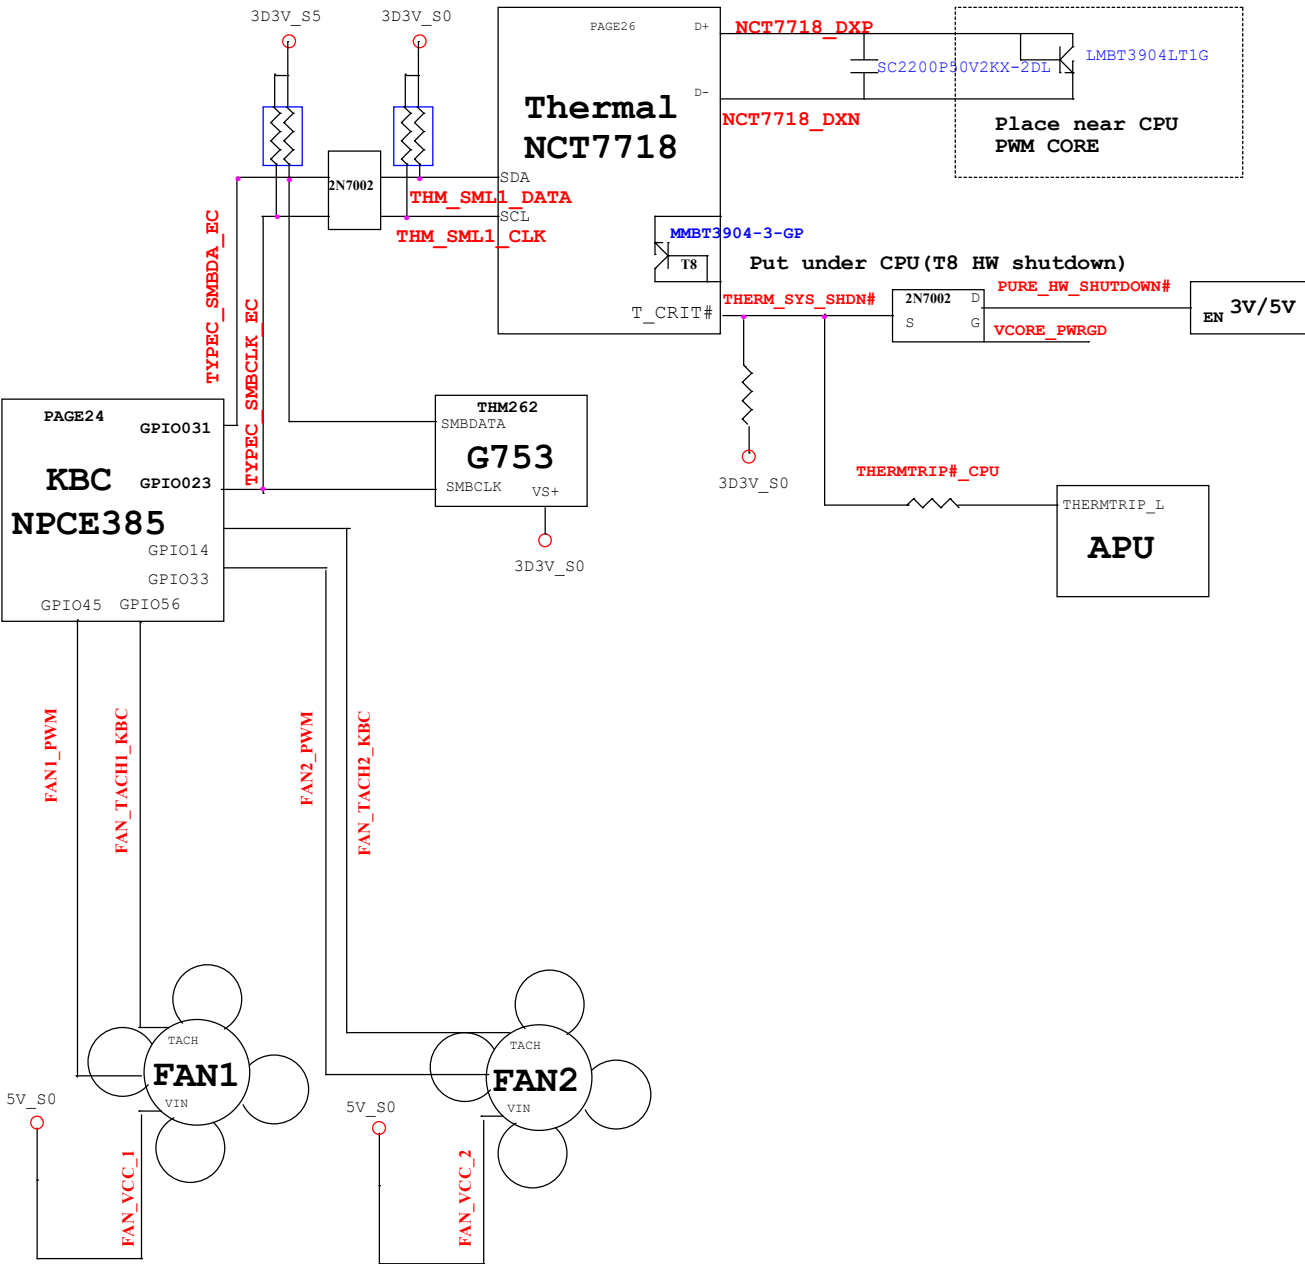 3D3V_S5
3D3V_S0
PAGE26
D+
NCT7718_DXP
SC2200P50V2KX-2DL
LMBT3904LT1G
D-
NCT7718_DXN
Place near CPU
PWM CORE
Thermal
NCT7718
2N7002
SDA
THM_SML1_DATA
SCL
THM_SML1_CLK
MMBT3904-3-GP
T8
Put under CPU(T8 HW shutdown)
T_CRIT#
THERM_SYS_SHDN#
2N7002
D
S
G
PURE_HW_SHUTDOWN#
VCORE_PWRGD
EN 3V/5V
TYPEC_SMBDA_EC
TYPEC_SMBCLK_EC
3D3V_S0
THERMTRIP#_CPU
THERMTRIP_L
APU
PAGE24
GPIO031
KBC
GPIO023
NPCE385
GPIO14
GPIO33
GPIO45
GPIO56
THM262
SMBDATA
G753
SMBCLK
VS+
3D3V_S0
FAN1_PWM
FAN_TACH1_KBC
FAN2_PWM
FAN_TACH2_KBC
TACH
FAN1
VIN
5V_S0
FAN_VCC_1
TACH
FAN2
VIN
5V_S0
FAN_VCC_2